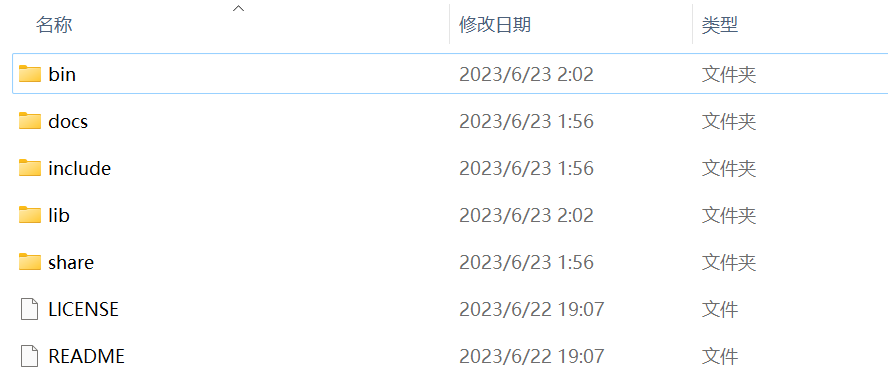 名称 修改日期 类型
bin 2023/6/23 2:02 文件夹
docs 2023/6/23 1:56 文件夹
include 2023/6/23 1:56 文件夹
lib 2023/6/23 2:02 文件夹
share 2023/6/23 1:56 文件夹
LICENSE 2023/6/22 19:07 文件
README 2023/6/22 19:07 文件